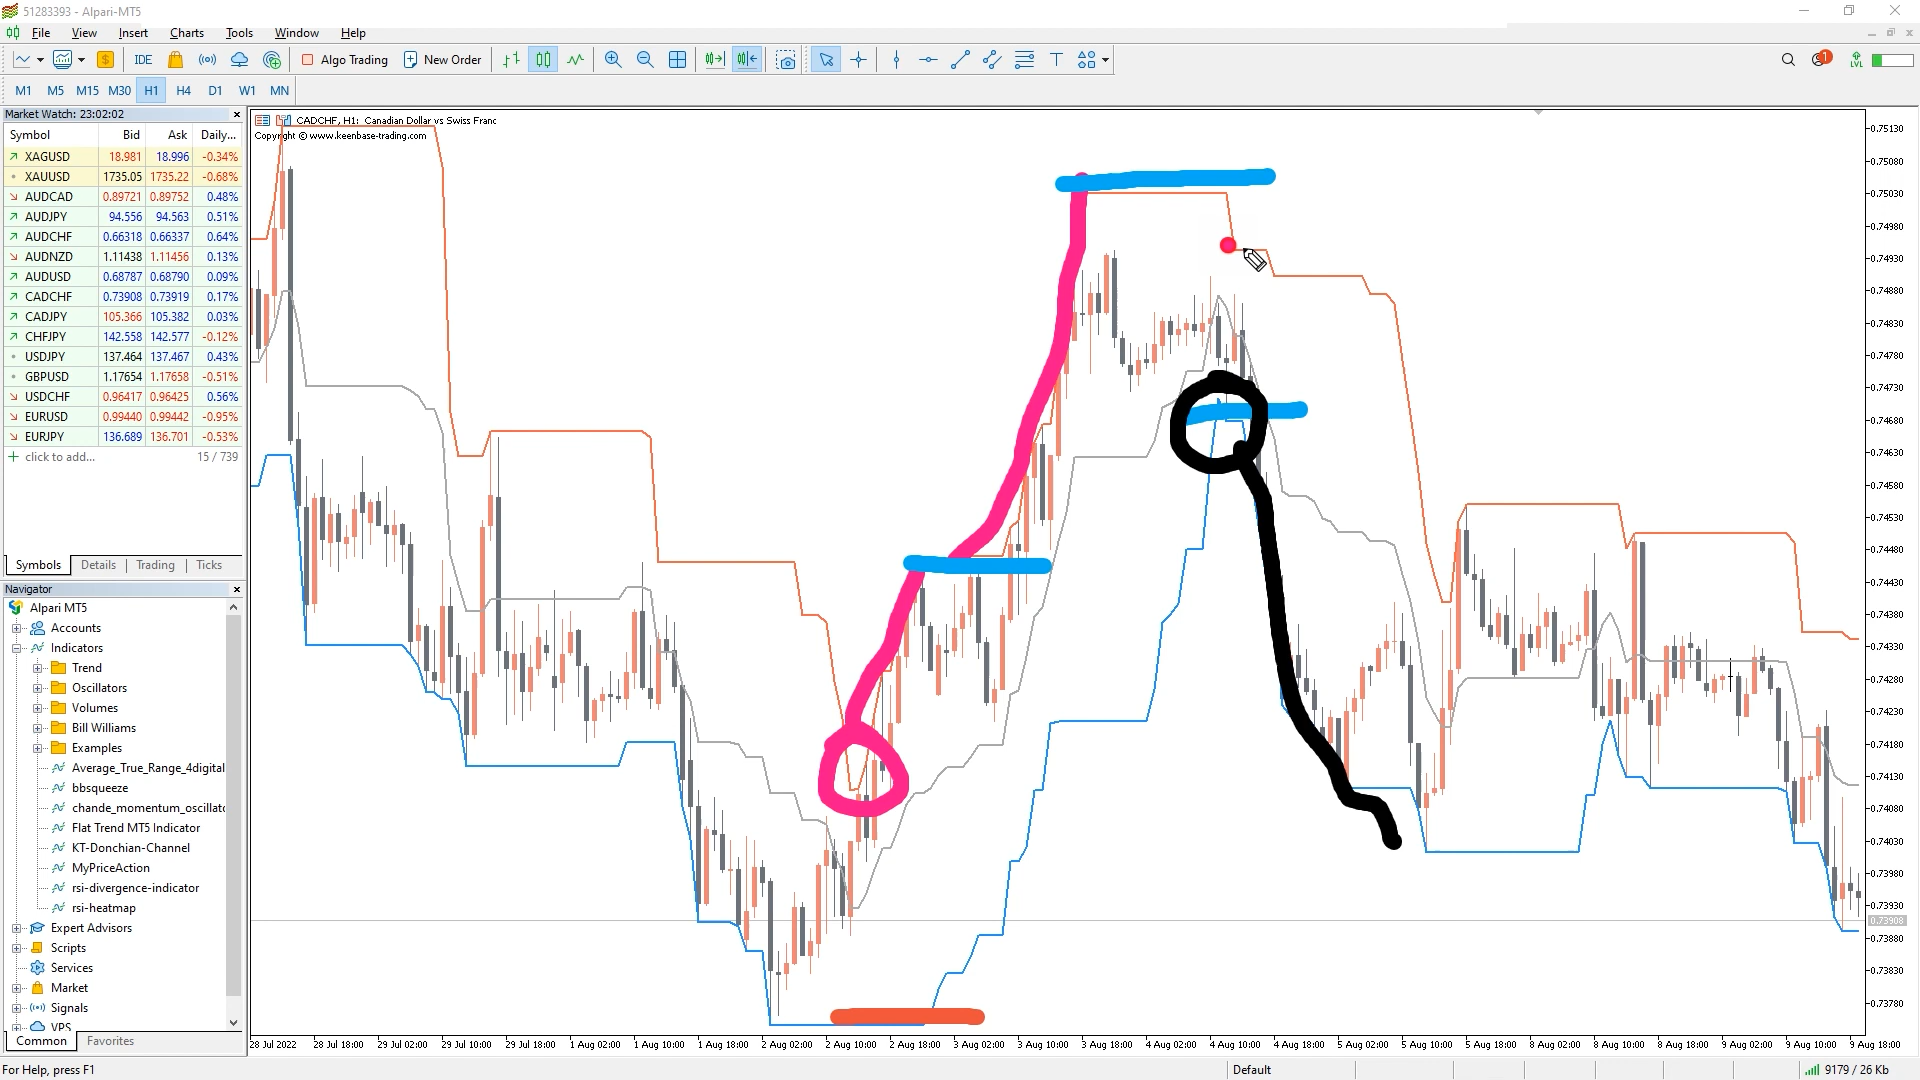 51283393 - Alpari-MT5
File View Insert Charts Tools Window Help
IDE Algo Trading New Order 1 LVL
M1 M5 M15 M30 H1 H4 D1 W1 MN
Market Watch: 23:02:02
Symbol Bid Ask Daily...
XAGUSD 18.981 18.996 -0.34%
XAUUSD 1735.05 1735.22 -0.68%
AUDCAD 0.89721 0.89752 0.48%
AUDJPY 94.556 94.563 0.51%
AUDCHF 0.66318 0.66337 0.64%
AUDNZD 1.11438 1.11456 0.13%
AUDUSD 0.68787 0.68790 0.09%
CADCHF 0.73908 0.73919 0.17%
CADJPY 105.366 105.382 0.03%
CHFJPY 142.558 142.577 -0.12%
USDJPY 137.464 137.467 0.43%
GBPUSD 1.17654 1.17658 -0.51%
USDCHF 0.96417 0.96425 0.56%
EURUSD 0.99440 0.99442 -0.95%
EURJPY 136.689 136.701 -0.53%
click to add... 15 / 739
Symbols Details Trading Ticks
Navigator
Alpari MT5
Accounts
Indicators
Trend
Oscillators
Volumes
Bill Williams
Examples
Average_True_Range_4digital
bbsqueeze
chande_momentum_oscillato
Flat Trend MT5 Indicator
KT-Donchian-Channel
MyPriceAction
rsi-divergence-indicator
rsi-heatmap
Expert Advisors
Scripts
Services
Market
Signals
VPS
Common Favorites
CADCHF, H1: Canadian Dollar vs Swiss Franc
Copyright © www.keenbase-trading.com
0.75130
0.75080
0.75030
0.74980
0.74930
0.74880
0.74830
0.74780
0.74730
0.74680
0.74630
0.74580
0.74530
0.74480
0.74430
0.74380
0.74330
0.74280
0.74230
0.74180
0.74130
0.74080
0.74030
0.73980
0.73930
0.73908
0.73880
0.73830
0.73780
28 Jul 2022 28 Jul 18:00 29 Jul 02:00 29 Jul 10:00 29 Jul 18:00 1 Aug 02:00 1 Aug 10:00 1 Aug 18:00 2 Aug 02:00 2 Aug 10:00 2 Aug 18:00 3 Aug 02:00 3 Aug 10:00 3 Aug 18:00 4 Aug 02:00 4 Aug 10:00 4 Aug 18:00 5 Aug 02:00 5 Aug 10:00 5 Aug 18:00 8 Aug 02:00 8 Aug 10:00 8 Aug 18:00 9 Aug 02:00 9 Aug 10:00 9 Aug 18:00
For Help, press F1 Default 9179 / 26 Kb